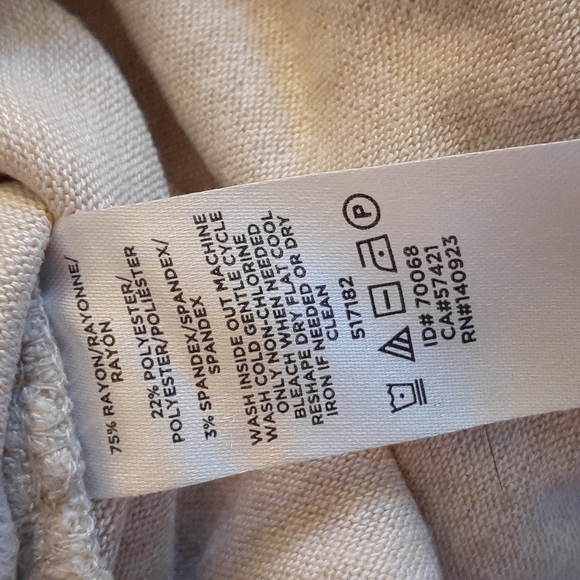 75% RAYON/RAYONNE/
RAYÓN
22% POLYESTER/
POLYESTER/POLIÉSTER
3% SPANDEX/SPANDEX/
SPANDEX
WASH INSIDE OUT MACHINE
WASH COLD GENTLE CYCLE
ONLY NON-CHLORINE
BLEACH WHEN NEEDED
RESHAPE DRY FLAT COOL
IRON IF NEEDED OR DRY
CLEAN
517182
P
ID# 70068
CA#57421
RN#140923